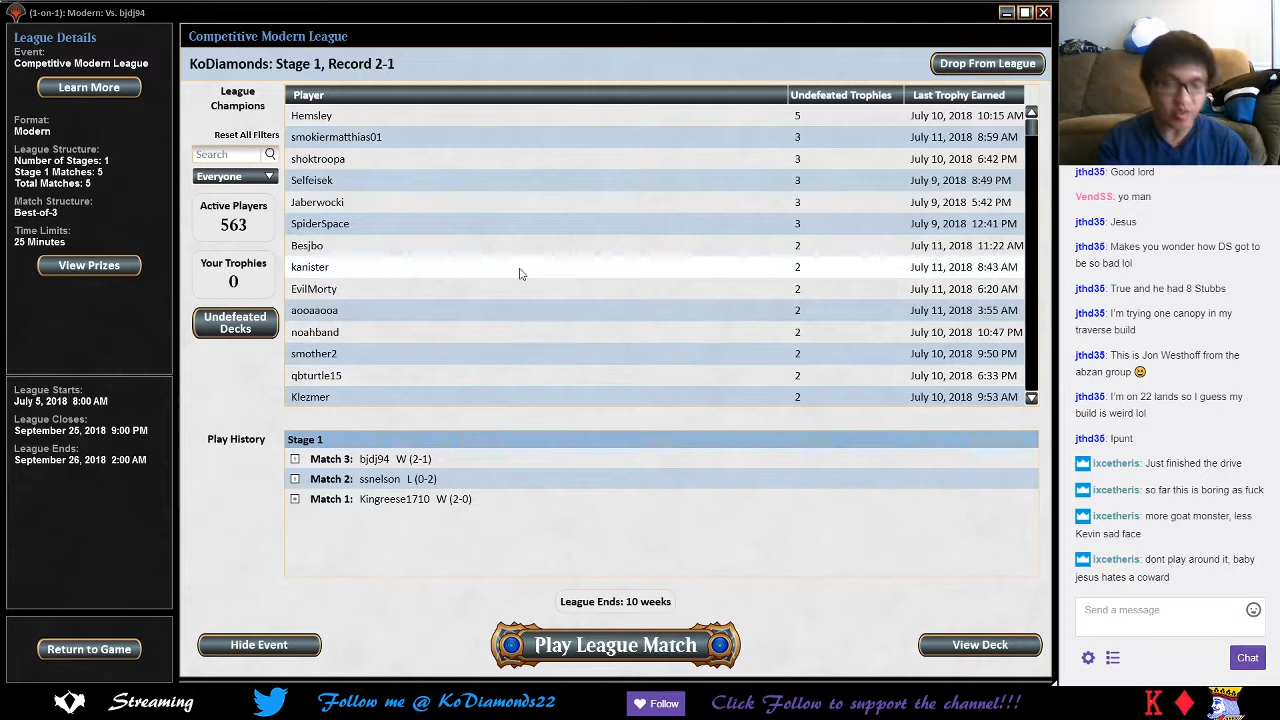 (1-on-1): Modern: Vs. bjdj94
League Details
Event:
Competitive Modern League
Learn More
Format:
Modern
League Structure:
Number of Stages: 1
Stage 1 Matches: 5
Total Matches: 5
Match Structure:
Best-of-3
Time Limits:
25 Minutes
View Prizes
League Starts:
July 5, 2018 8:00 AM
League Closes:
September 25, 2018 9:00 PM
League Ends:
September 26, 2018 2:00 AM
Return to Game
Competitive Modern League
KoDiamonds: Stage 1, Record 2-1
Drop From League
League
Champions
Reset All Filters
Search
Everyone
Active Players
563
Your Trophies
0
Undefeated
Decks
Player Undefeated Trophies Last Trophy Earned
Hemsley 5 July 10, 2018 10:15 AM
smokiermatthias01 3 July 11, 2018 8:59 AM
shoktroopa 3 July 10, 2018 6:42 PM
Selfeisek 3 July 9, 2018 8:49 PM
Jaberwocki 3 July 9, 2018 5:42 PM
SpiderSpace 3 July 9, 2018 12:41 PM
Besjbo 2 July 11, 2018 11:22 AM
kanister 2 July 11, 2018 8:43 AM
EvilMorty 2 July 11, 2018 6:20 AM
aooaaooa 2 July 11, 2018 3:55 AM
noahband 2 July 10, 2018 10:47 PM
smother2 2 July 10, 2018 9:50 PM
qbturtle15 2 July 10, 2018 6:33 PM
Klezmer 2 July 10, 2018 9:53 AM
Play History
Stage 1
Match 3: bjdj94 W (2-1)
Match 2: ssnelson L (0-2)
Match 1: Kingreese1710 W (2-0)
League Ends: 10 weeks
Hide Event
Play League Match
View Deck
jthd35: Good lord
VendSS: yo man
jthd35: Jesus
jthd35: Makes you wonder how DS got to
be so bad lol
jthd35: True and he had 8 Stubbs
jthd35: I'm trying one canopy in my
traverse build
jthd35: This is Jon Westhoff from the
abzan group
jthd35: I'm on 22 lands so I guess my
build is weird lol
jthd35: !punt
ixcetheris: Just finished the drive
ixcetheris: so far this is boring as fuck
ixcetheris: more goat monster, less
Kevin sad face
ixcetheris: dont play around it, baby
jesus hates a coward
Send a message
Chat
Streaming
Follow me @ KoDiamonds22
Follow
Click Follow to support the channel!!!
K